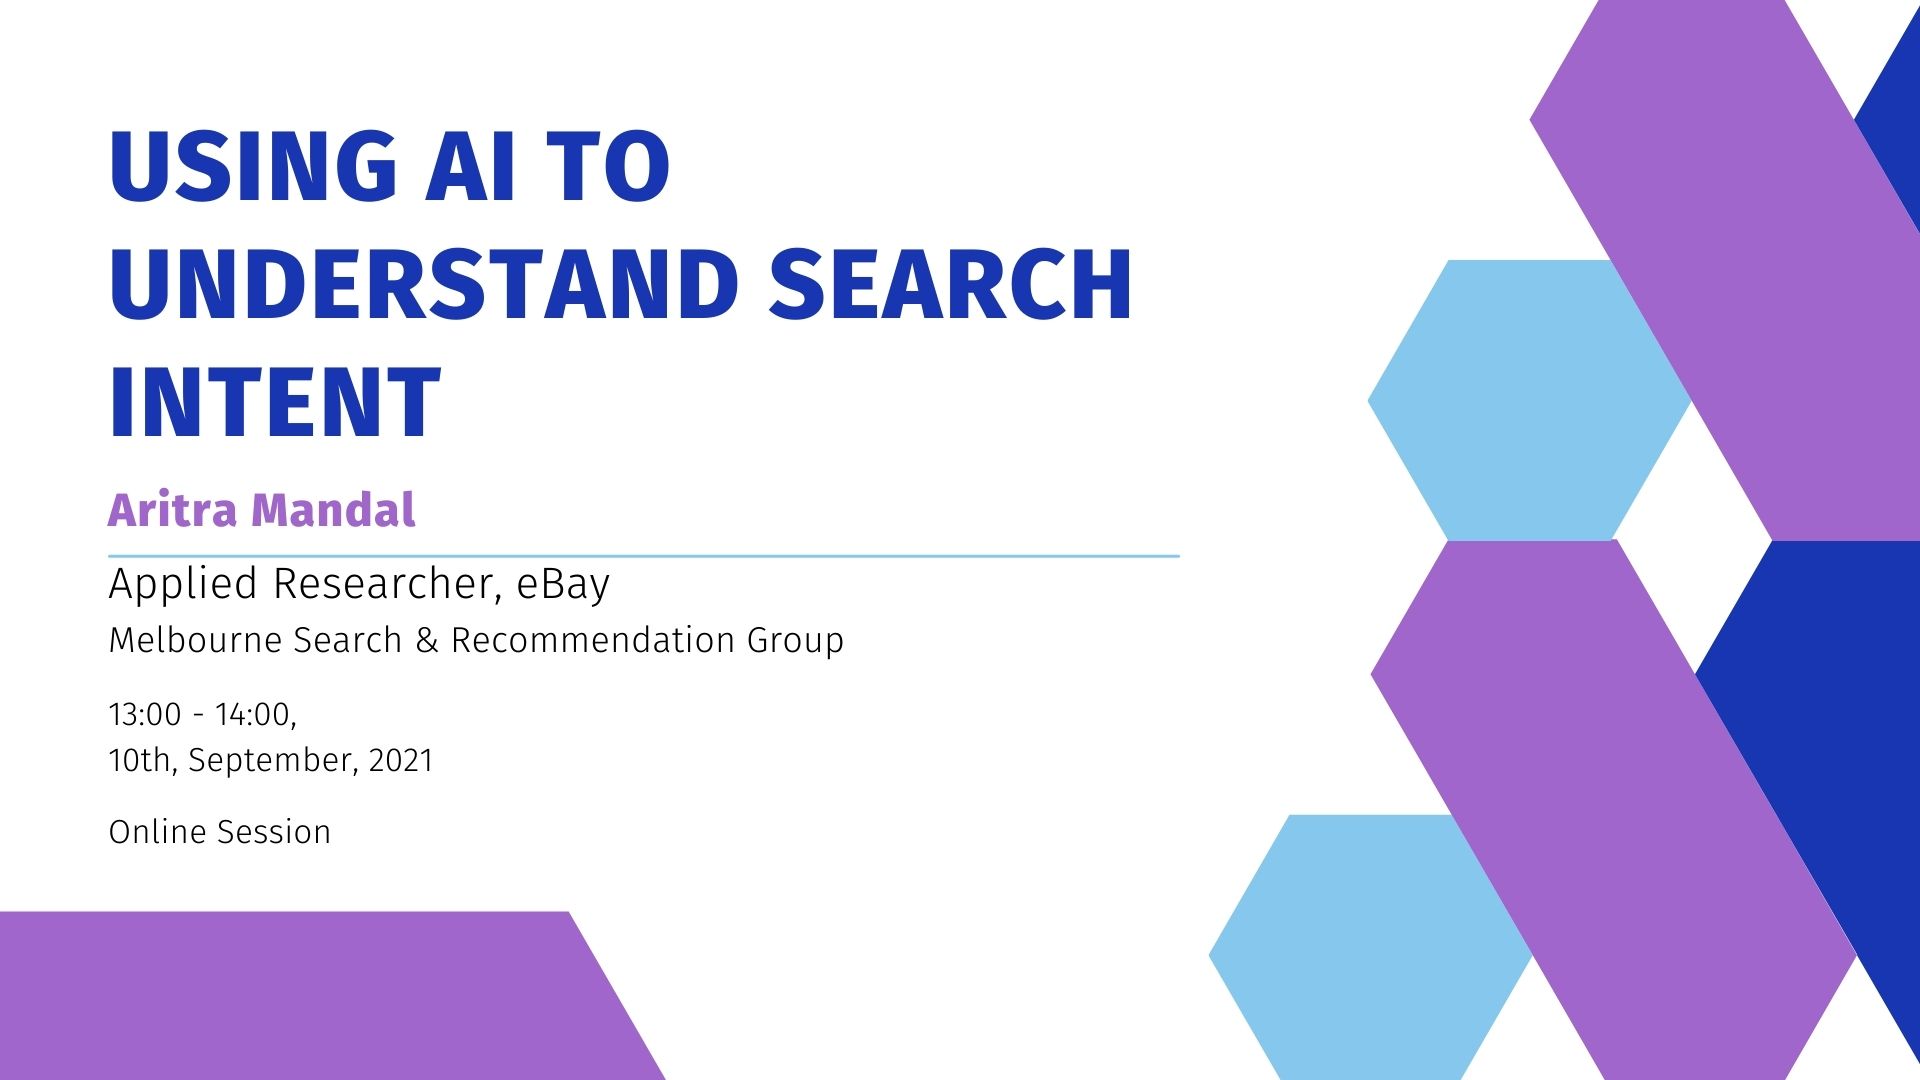 USING AI TO
UNDERSTAND SEARCH
INTENT
Aritra Mandal
Applied Researcher, eBay
Melbourne Search & Recommendation Group
13:00 - 14:00,
10th, September, 2021
Online Session